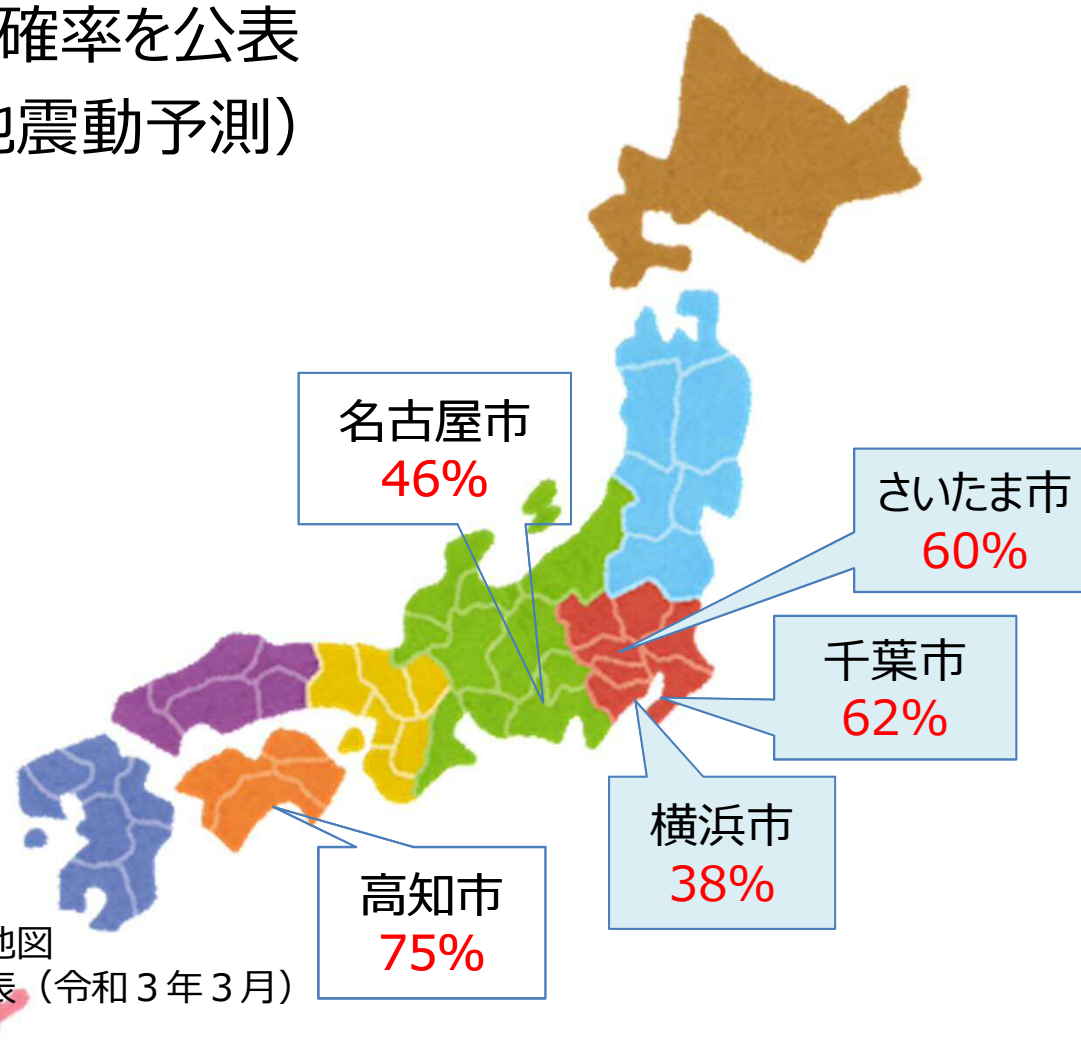 確率を公表
地震動予測）
名古屋市
46%
さいたま市
60%
千葉市
62%
横浜市
38%
高知市
75%
地図
表（令和３年３月）